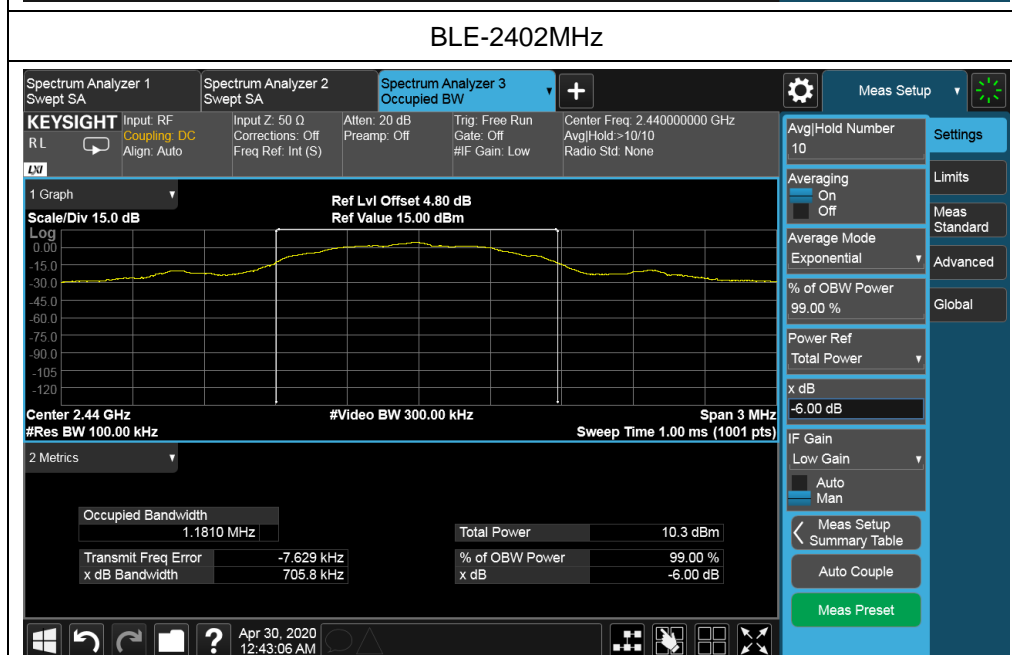 BLE-2402MHz
Spectrum Analyzer 1
Swept SA
Spectrum Analyzer 2
Swept SA
Spectrum Analyzer 3
Occupied BW
Meas Setup
KEYSIGHT
RL
LXI
Input: RF
Coupling: DC
Align: Auto
Input Z: 50 Ω
Corrections: Off
Freq Ref: Int (S)
Atten: 20 dB
Preamp: Off
Trig: Free Run
Gate: Off
#IF Gain: Low
Center Freq: 2.440000000 GHz
Avg|Hold:>10/10
Radio Std: None
1 Graph
Scale/Div 15.0 dB
Ref Lvl Offset 4.80 dB
Ref Value 15.00 dBm
Log
0.00
-15.0
-30.0
-45.0
-60.0
-75.0
-90.0
-105
-120
Center 2.44 GHz
#Res BW 100.00 kHz
#Video BW 300.00 kHz
Span 3 MHz
Sweep Time 1.00 ms (1001 pts)
2 Metrics
Occupied Bandwidth
1.1810 MHz
Transmit Freq Error -7.629 kHz
x dB Bandwidth 705.8 kHz
Total Power 10.3 dBm
% of OBW Power 99.00 %
x dB -6.00 dB
Apr 30, 2020
12:43:06 AM
Avg|Hold Number
10
Averaging
On
Off
Average Mode
Exponential
% of OBW Power
99.00 %
Power Ref
Total Power
x dB
-6.00 dB
IF Gain
Low Gain
Auto
Man
Meas Setup
Summary Table
Auto Couple
Meas Preset
Settings
Limits
Meas
Standard
Advanced
Global